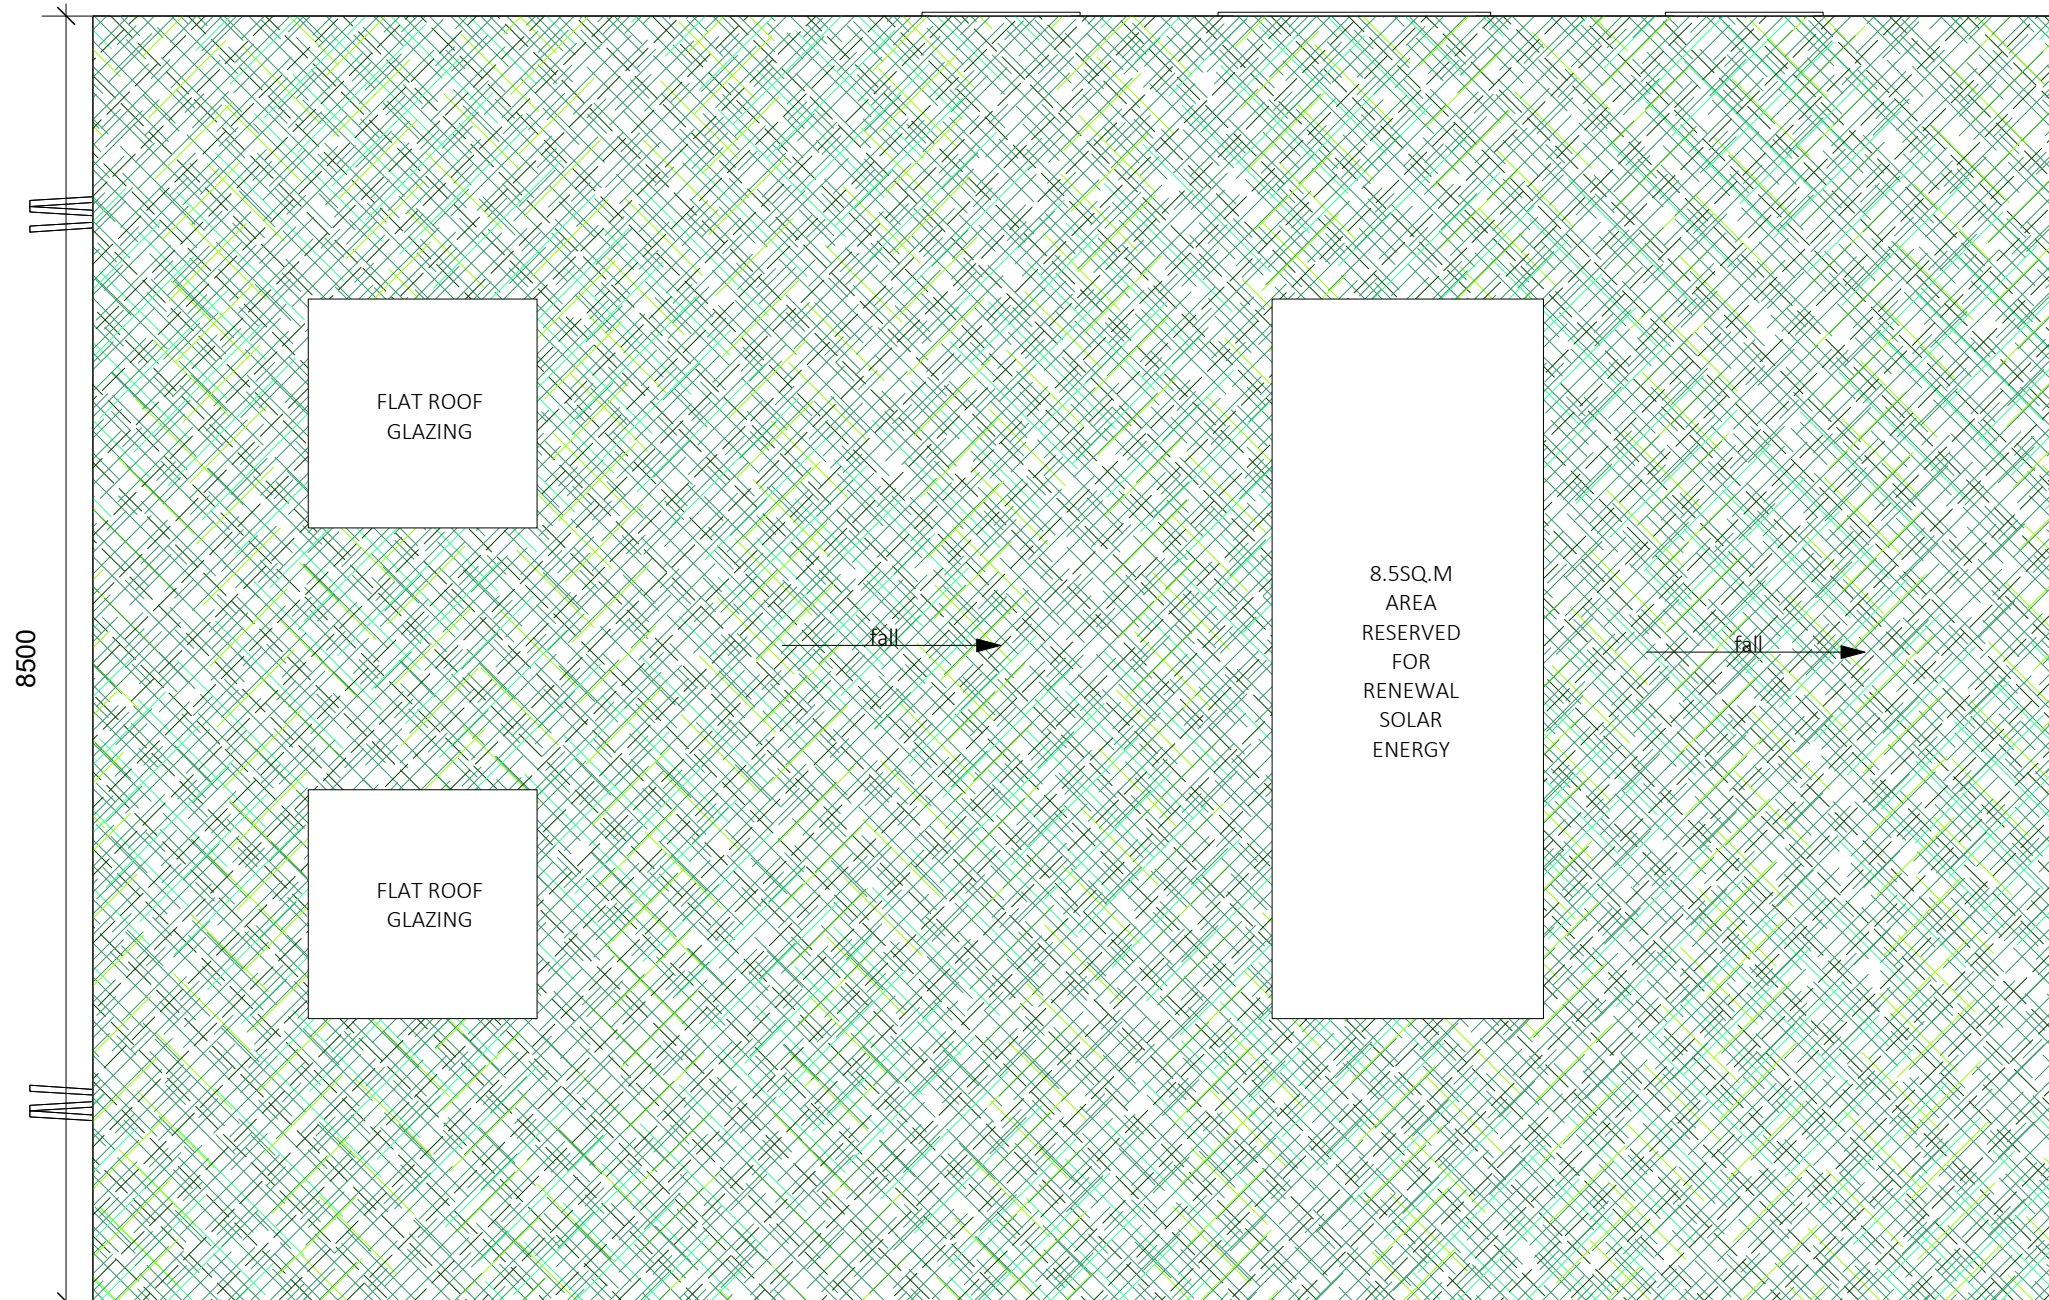 FLAT ROOF
GLAZING
8.5SQ.M
AREA
RESERVED
FOR
RENEWAL
SOLAR
ENERGY
fall
fall
8500
FLAT ROOF
GLAZING